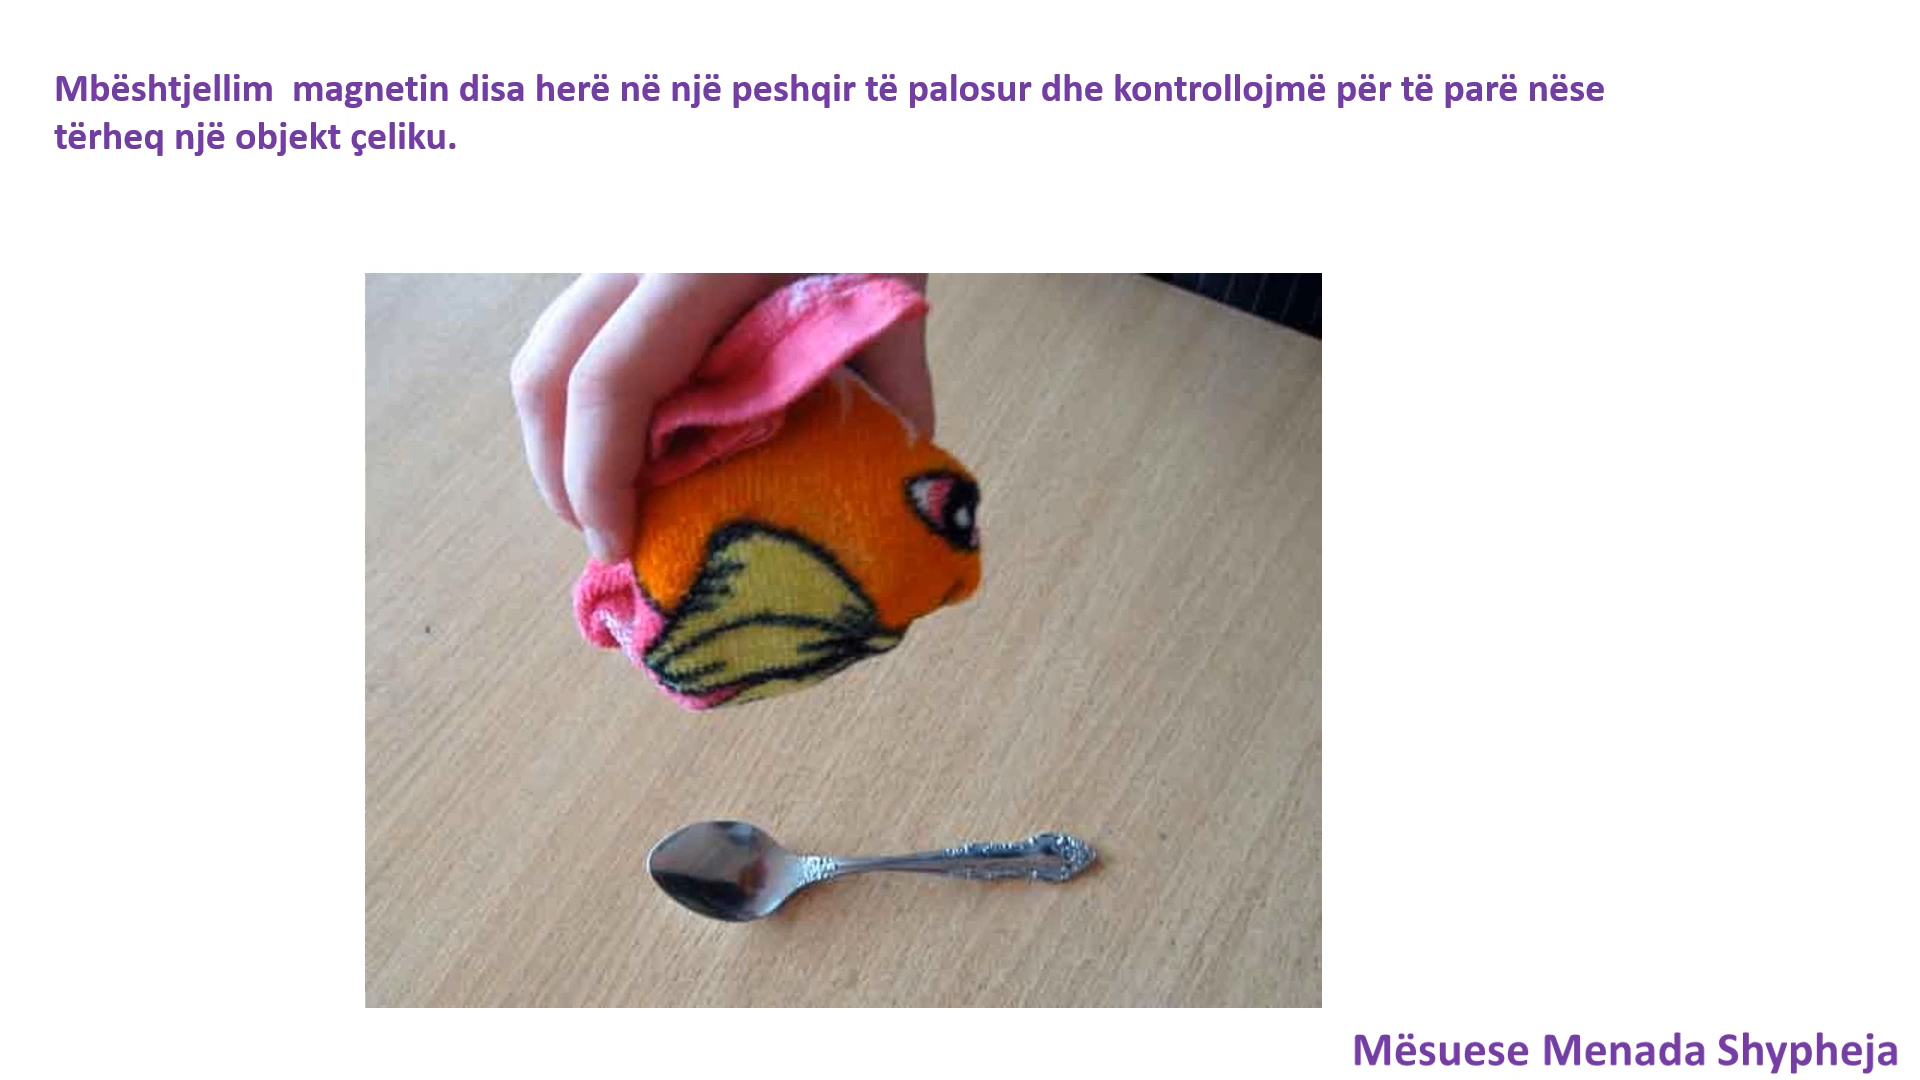 Mbështjellim  magnetin disa herë në një peshqir të palosur dhe kontrollojmë për të parë nëse
tërheq një objekt çeliku.
Mësuese Menada Shypheja